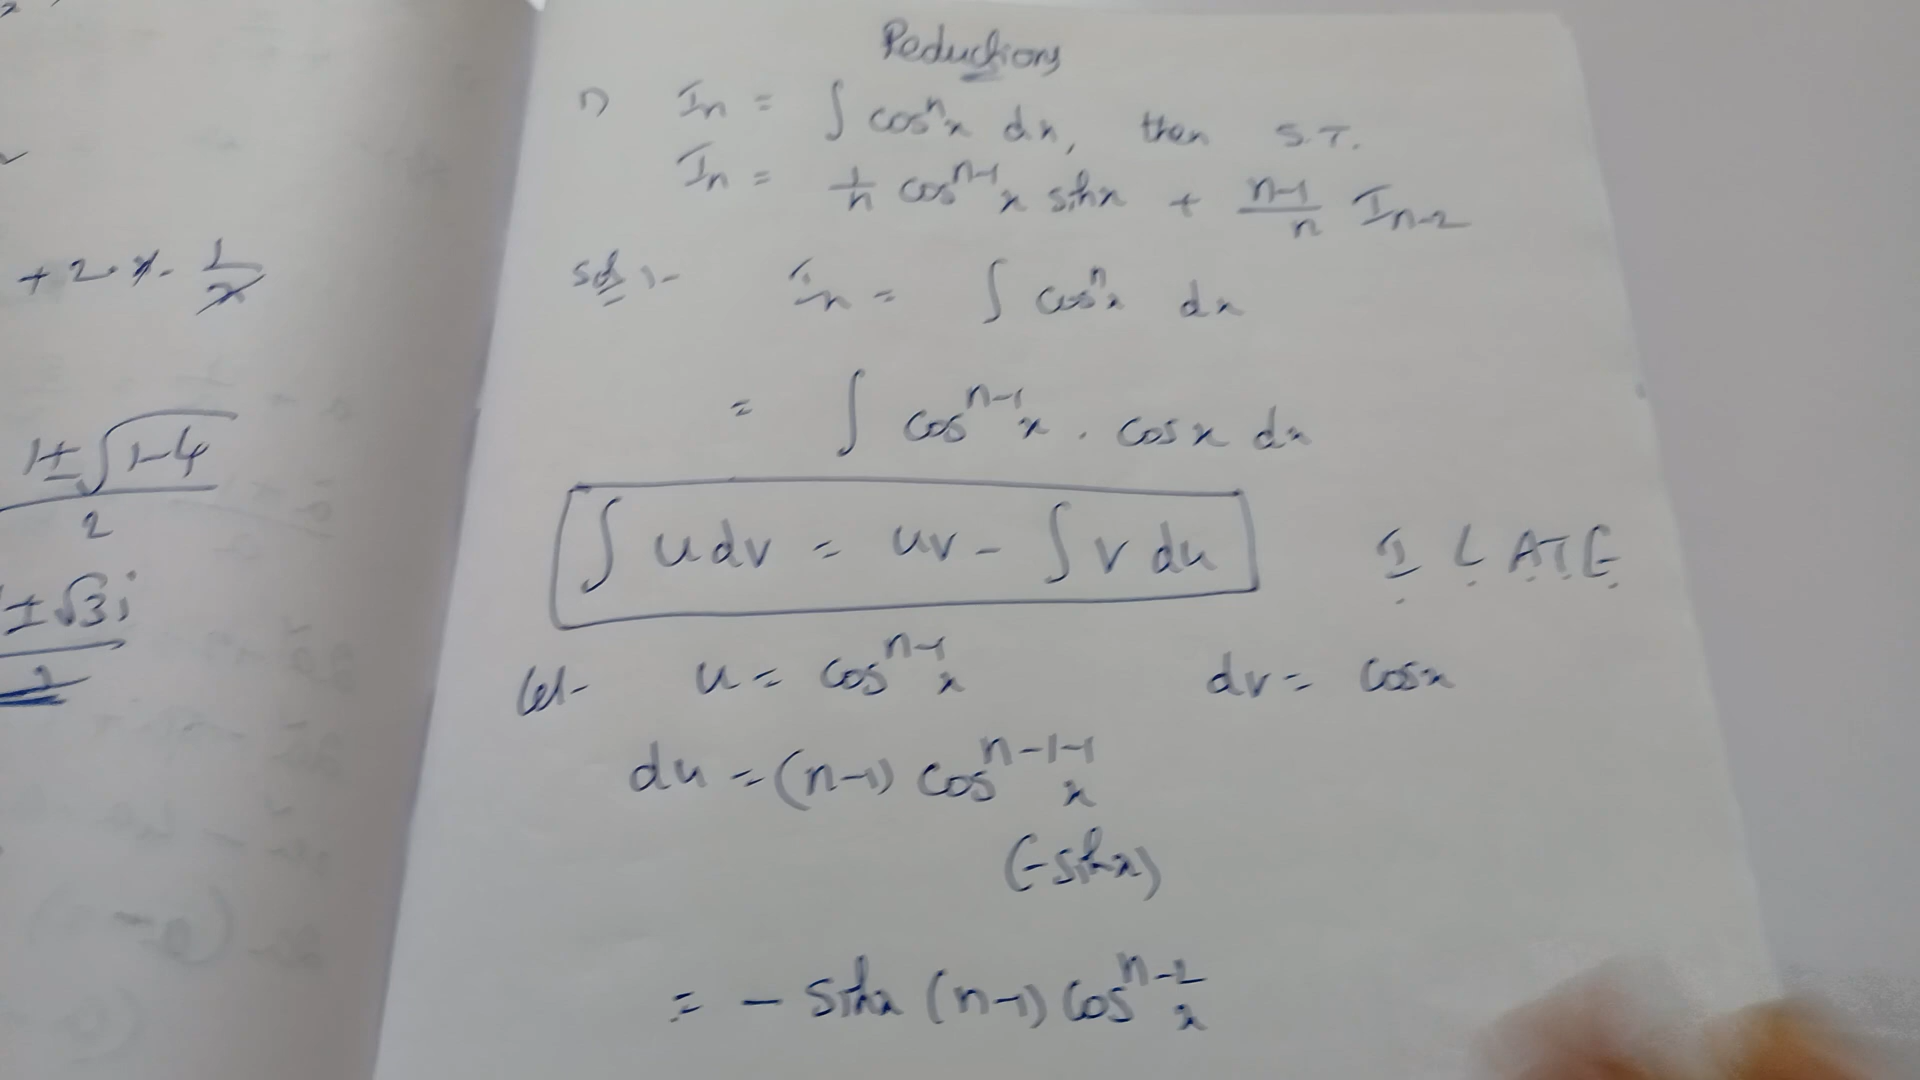 + 2 · x · 1/x
1 ± √1-4 / 2
± √3 i / 2
Reductions
1) In = ∫ cosⁿx dx, then S.T.
In = 1/n cosⁿ⁻¹x sinx + n-1/n In-2
Sol :- In = ∫ cosⁿx dx
= ∫ cosⁿ⁻¹x . cosx dx
∫ u dv = uv - ∫ v du I L A T E
let u = cosⁿ⁻¹x dv = cosx
du = (n-1) cosⁿ⁻¹⁻¹x
(-sinx)
= - sinx (n-1) cosⁿ⁻²x